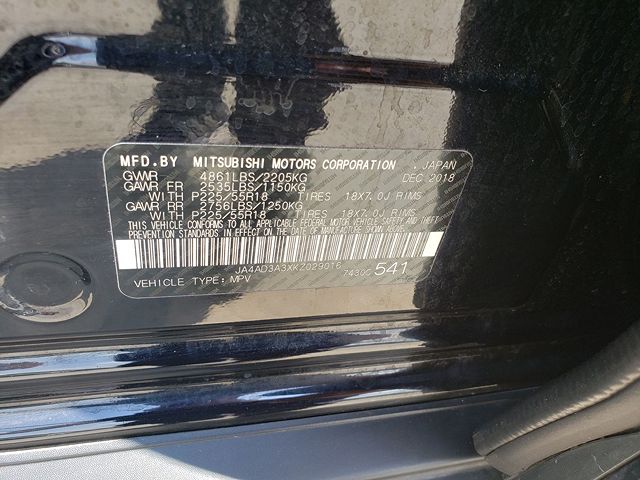 MFD.BY MITSUBISHI MOTORS CORPORATION , JAPAN
GVWR 4861LBS/2205KG DEC 2018
GAWR FR 2535LBS/1150KG
WITH P225/55R18 TIRES 18X7.0J RIMS
GAWR RR 2756LBS/1250KG
WITH P225/55R18 TIRES 18X7.0J RIMS
THIS VEHICLE CONFORMS TO ALL APPLICABLE FEDERAL MOTOR VEHICLE SAFETY AND THEFT
PREVENTION STANDARDS IN EFFECT ON THE DATE OF MANUFACTURE SHOWN ABOVE.
JA4AD3A3XKZ029016
VEHICLE TYPE: MPV 7430C 541